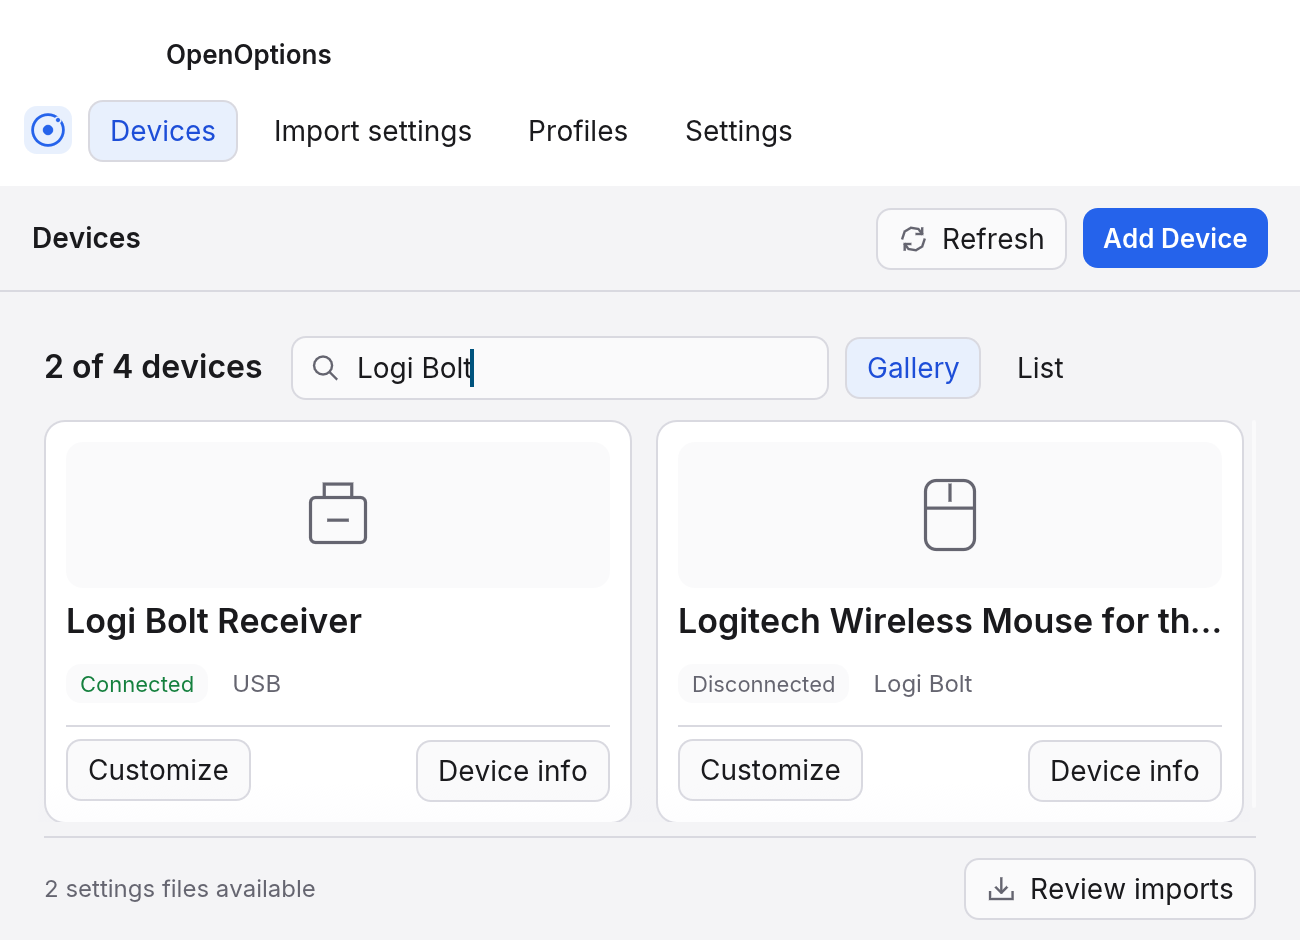 OpenOptions
Devices Import settings Profiles Settings
Devices Refresh Add Device
2 of 4 devices Logi Bolt Gallery List
Logi Bolt Receiver
Connected USB
Customize Device info
Logitech Wireless Mouse for th...
Disconnected Logi Bolt
Customize Device info
2 settings files available Review imports